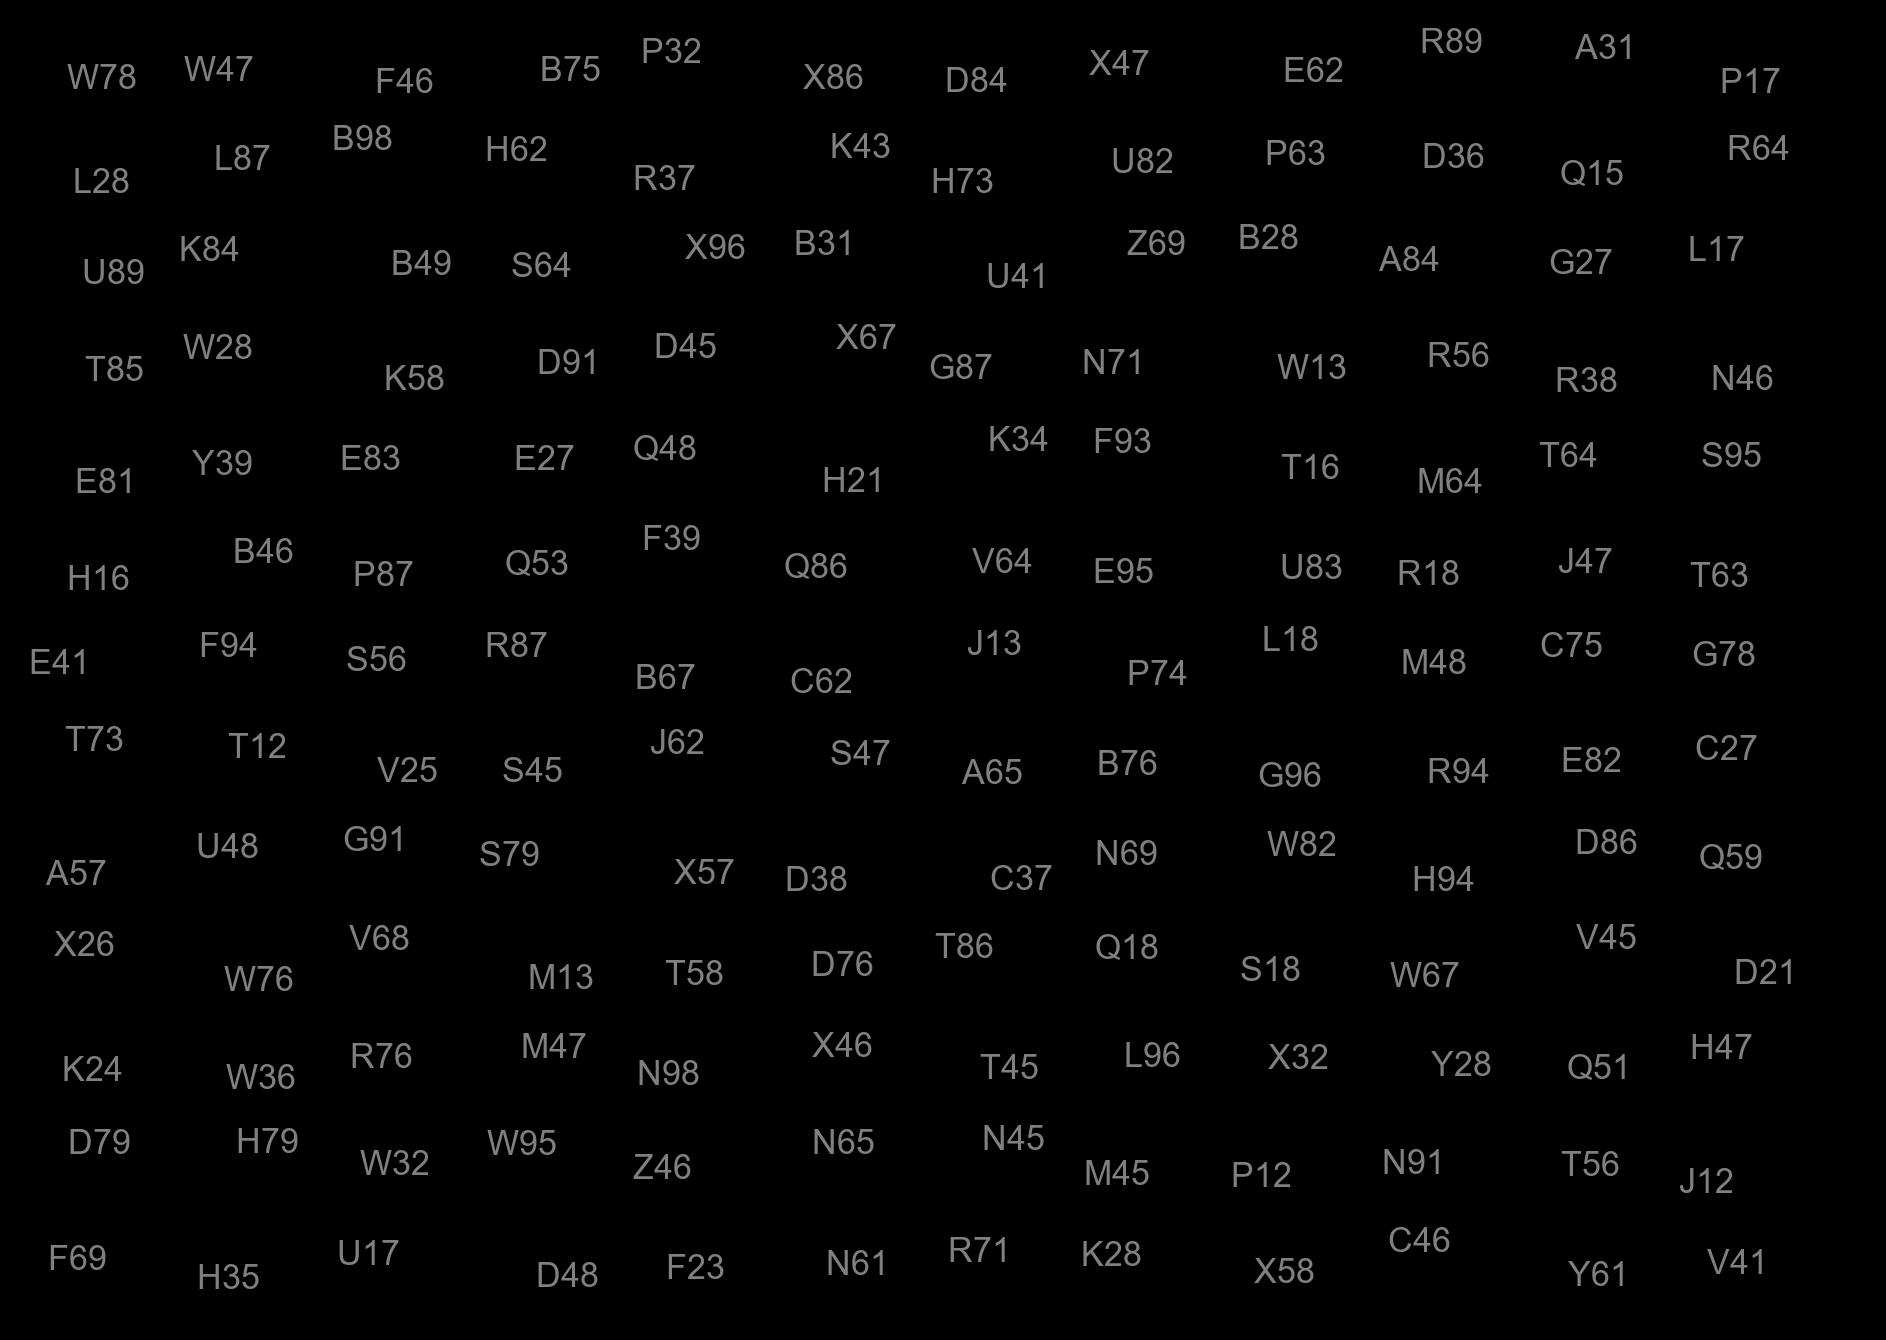 W78 W47 F46 B75 P32 X86 D84 X47 E62 R89 A31 P17
L28 L87 B98 H62 R37 K43 H73 U82 P63 D36 Q15 R64
U89 K84 B49 S64 X96 B31 U41 Z69 B28 A84 G27 L17
T85 W28 K58 D91 D45 X67 G87 N71 W13 R56 R38 N46
E81 Y39 E83 E27 Q48 H21 K34 F93 T16 M64 T64 S95
H16 B46 P87 Q53 F39 Q86 V64 E95 U83 R18 J47 T63
E41 F94 S56 R87 B67 C62 J13 P74 L18 M48 C75 G78
T73 T12 V25 S45 J62 S47 A65 B76 G96 R94 E82 C27
A57 U48 G91 S79 X57 D38 C37 N69 W82 H94 D86 Q59
X26 W76 V68 M13 T58 D76 T86 Q18 S18 W67 V45 D21
K24 W36 R76 M47 N98 X46 T45 L96 X32 Y28 Q51 H47
D79 H79 W32 W95 Z46 N65 N45 M45 P12 N91 T56 J12
F69 H35 U17 D48 F23 N61 R71 K28 X58 C46 Y61 V41